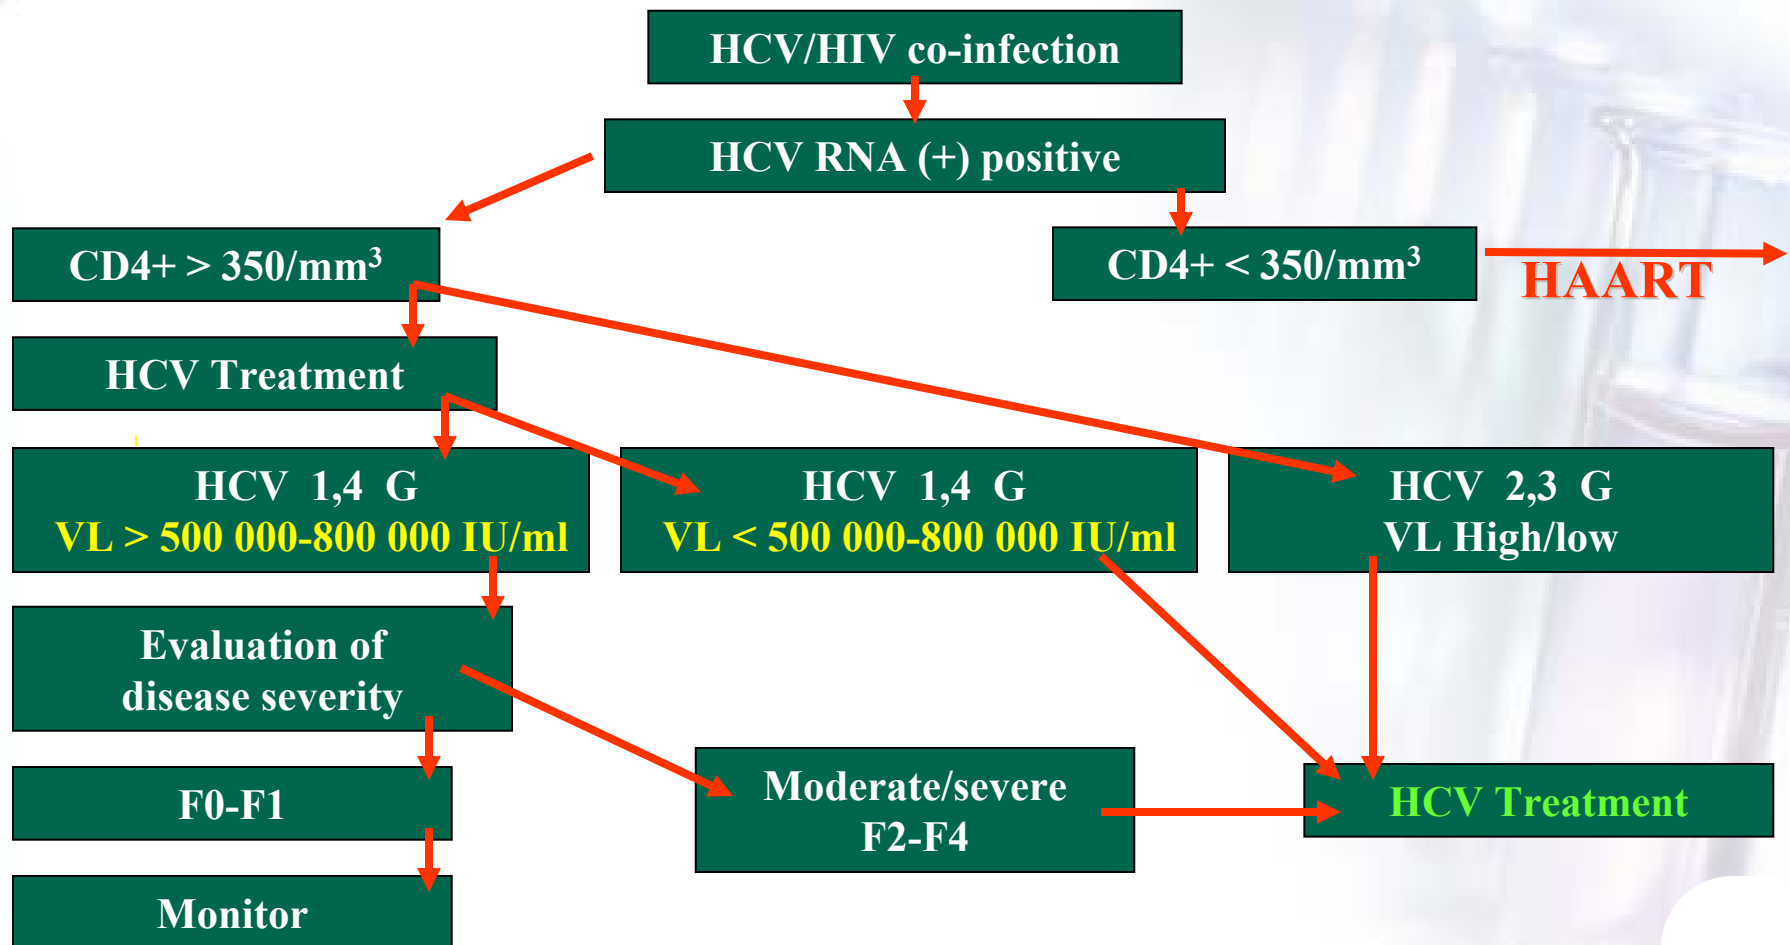 HCV/HIV co-infection
HCV RNA (+) positive
CD4+ > 350/mm³
CD4+ < 350/mm³
HAART
HCV Treatment
HCV 1,4 G
VL > 500 000-800 000 IU/ml
HCV 1,4 G
VL < 500 000-800 000 IU/ml
HCV 2,3 G
VL High/low
Evaluation of
disease severity
F0-F1
Moderate/severe
F2-F4
HCV Treatment
Monitor